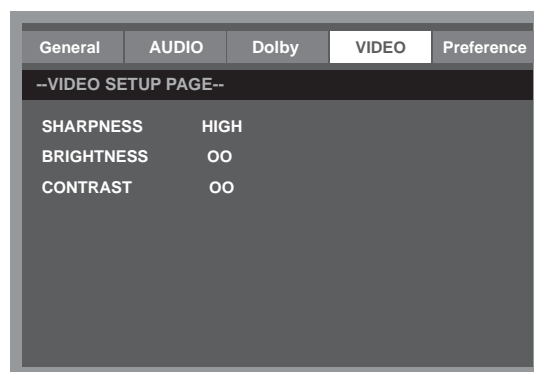 General AUDIO Dolby VIDEO Preference
--VIDEO SETUP PAGE--
SHARPNESS HIGH
BRIGHTNESS OO
CONTRAST OO